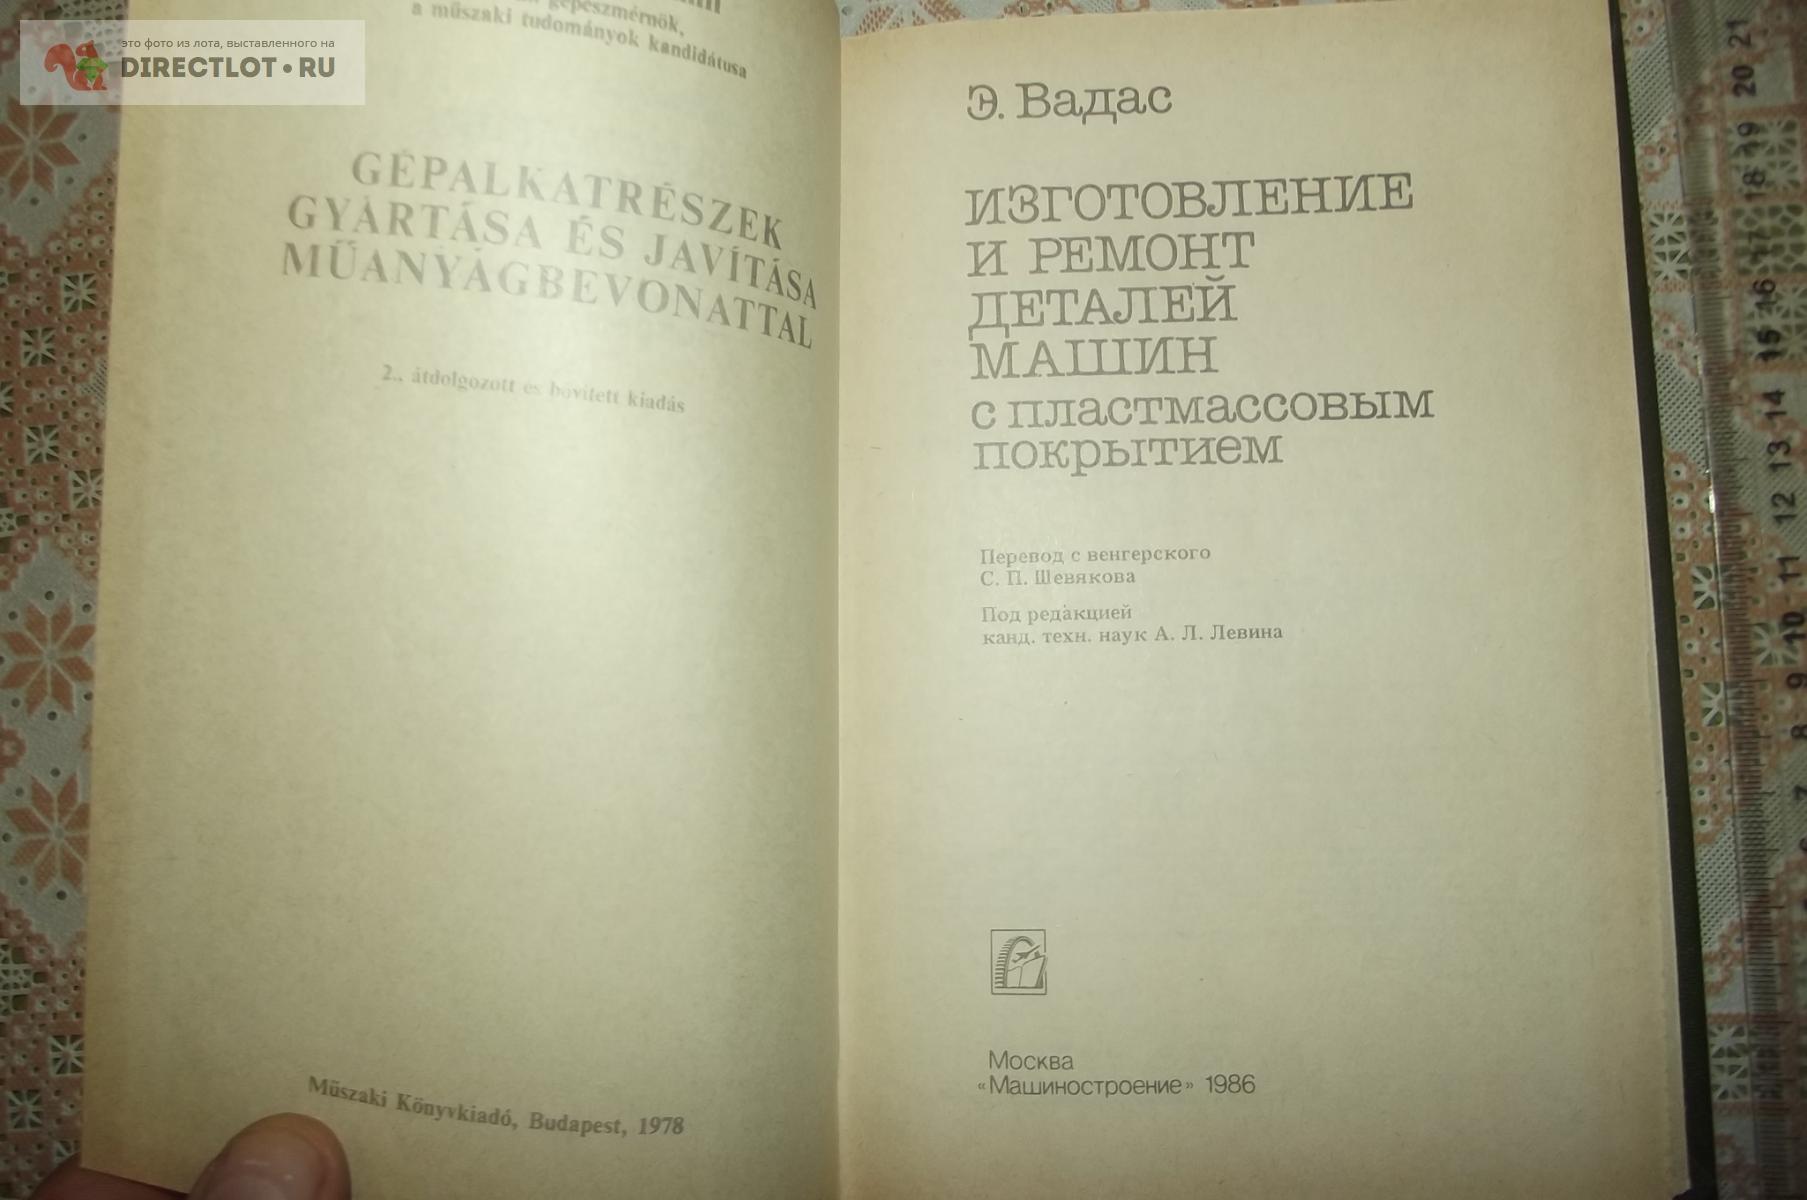 это фото из лота, выставленного на
DIRECTLOT•RU
gépészmérnök,
a műszaki tudományok kandidátusa
GÉPALKATRÉSZEK
GYÁRTÁSA ÉS JAVÍTÁSA
MŰANYAGBEVONATTAL
2., átdolgozott és bővített kiadás
Műszaki Könyvkiadó, Budapest, 1978
Э. Вадас
ИЗГОТОВЛЕНИЕ
И РЕМОНТ
ДЕТАЛЕЙ
МАШИН
с пластмассовым
покрытием
Перевод с венгерского
С. П. Шевякова
Под редакцией
канд. техн. наук А. Л. Левина
Москва
«Машиностроение» 1986
21
20
19
18
17
16
15
14
13
12
11
10
9
8
7
6